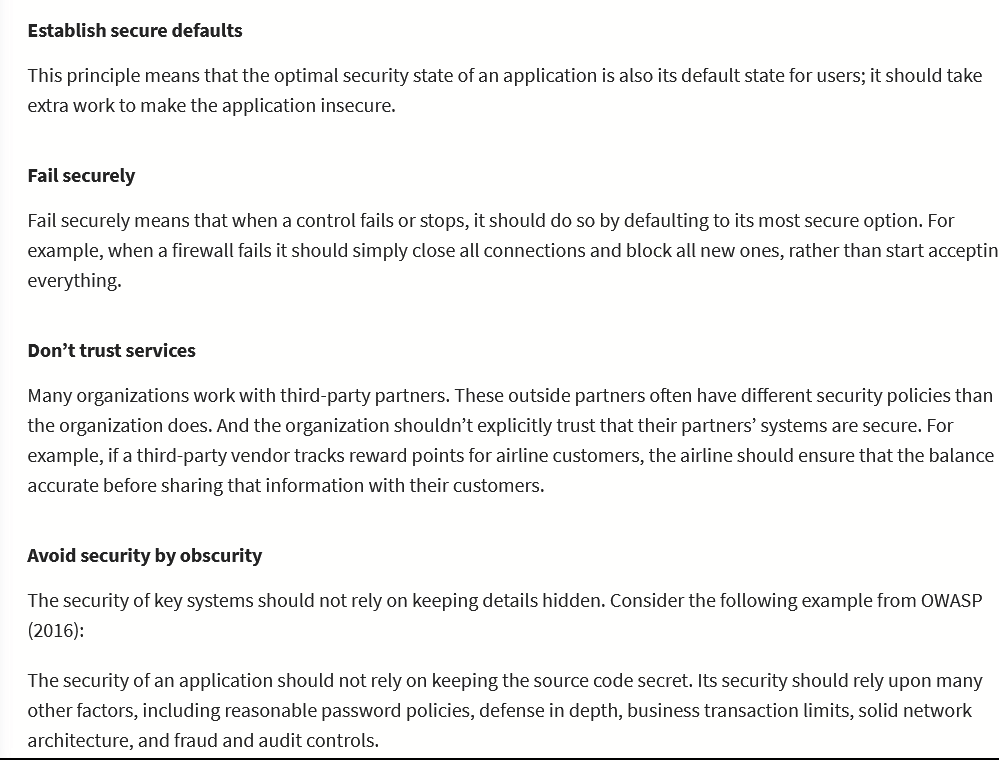 Establish secure defaults
This principle means that the optimal security state of an application is also its default state for users; it should take
extra work to make the application insecure.
Fail securely
Fail securely means that when a control fails or stops, it should do so by defaulting to its most secure option. For
example, when a firewall fails it should simply close all connections and block all new ones, rather than start acceptin
everything.
Don’t trust services
Many organizations work with third-party partners. These outside partners often have different security policies than
the organization does. And the organization shouldn’t explicitly trust that their partners’ systems are secure. For
example, if a third-party vendor tracks reward points for airline customers, the airline should ensure that the balance
accurate before sharing that information with their customers.
Avoid security by obscurity
The security of key systems should not rely on keeping details hidden. Consider the following example from OWASP
(2016):
The security of an application should not rely on keeping the source code secret. Its security should rely upon many
other factors, including reasonable password policies, defense in depth, business transaction limits, solid network
architecture, and fraud and audit controls.